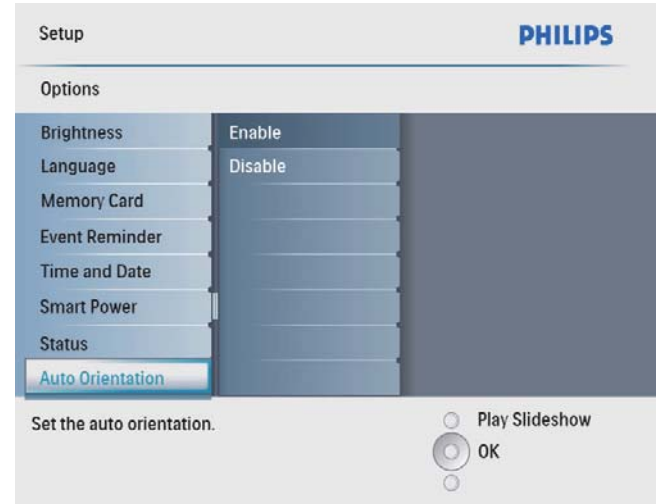 Setup
PHILIPS
Options
Brightness
Enable
Language
Disable
Memory Card
Event Reminder
Time and Date
Smart Power
Status
Auto Orientation
Set the auto orientation.
Play Slideshow
OK